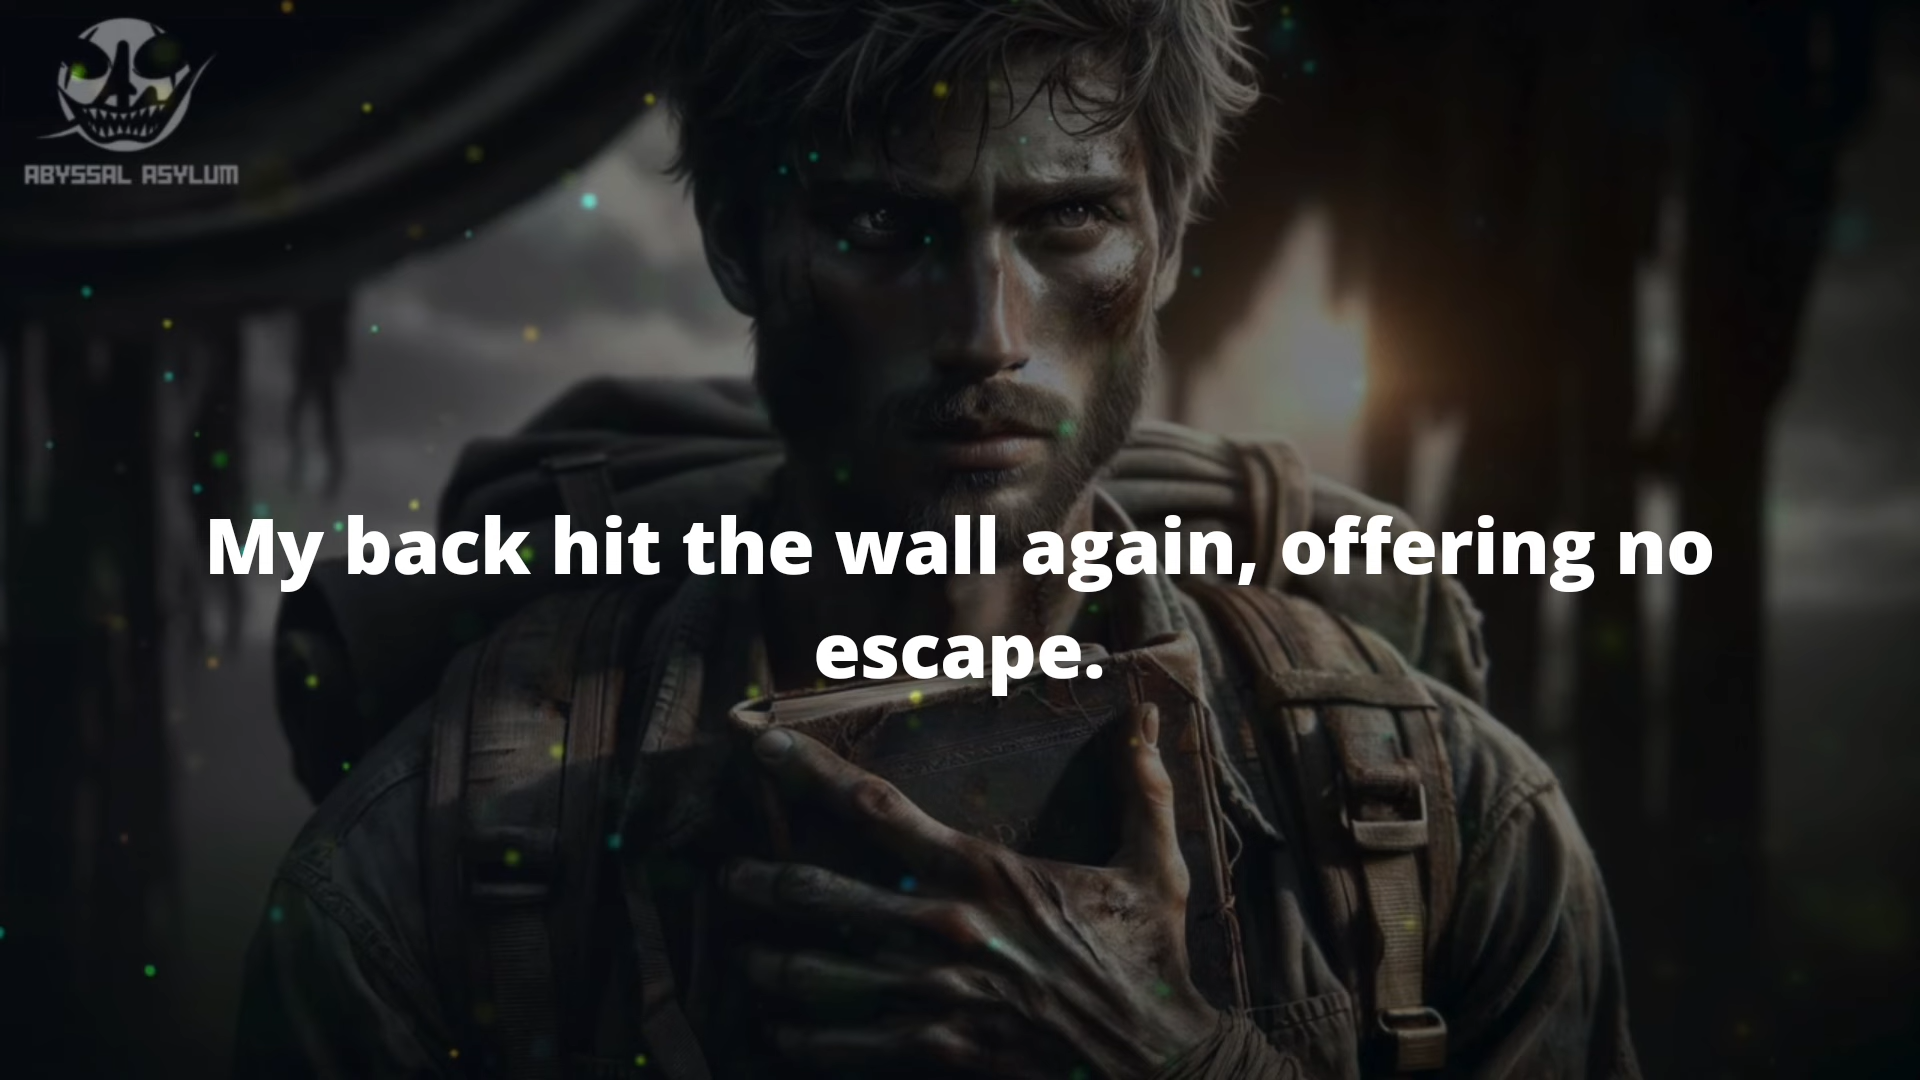 ABYSSAL ASYLUM
My back hit the wall again, offering no
escape.